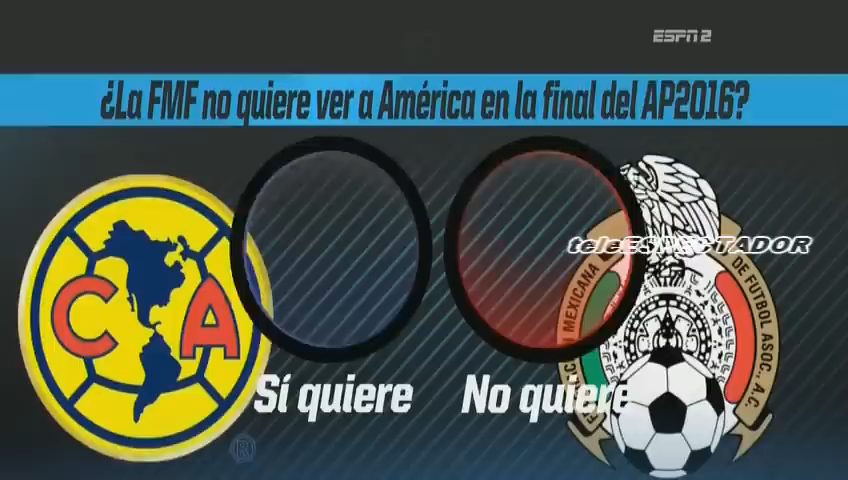 ESPN 2
¿La FMF no quiere ver a América en la final del AP2016?
teleESPECTADOR
CA
MEXICANA DE FUTBOL ASOC., A.C.
Sí quiere
No quiere